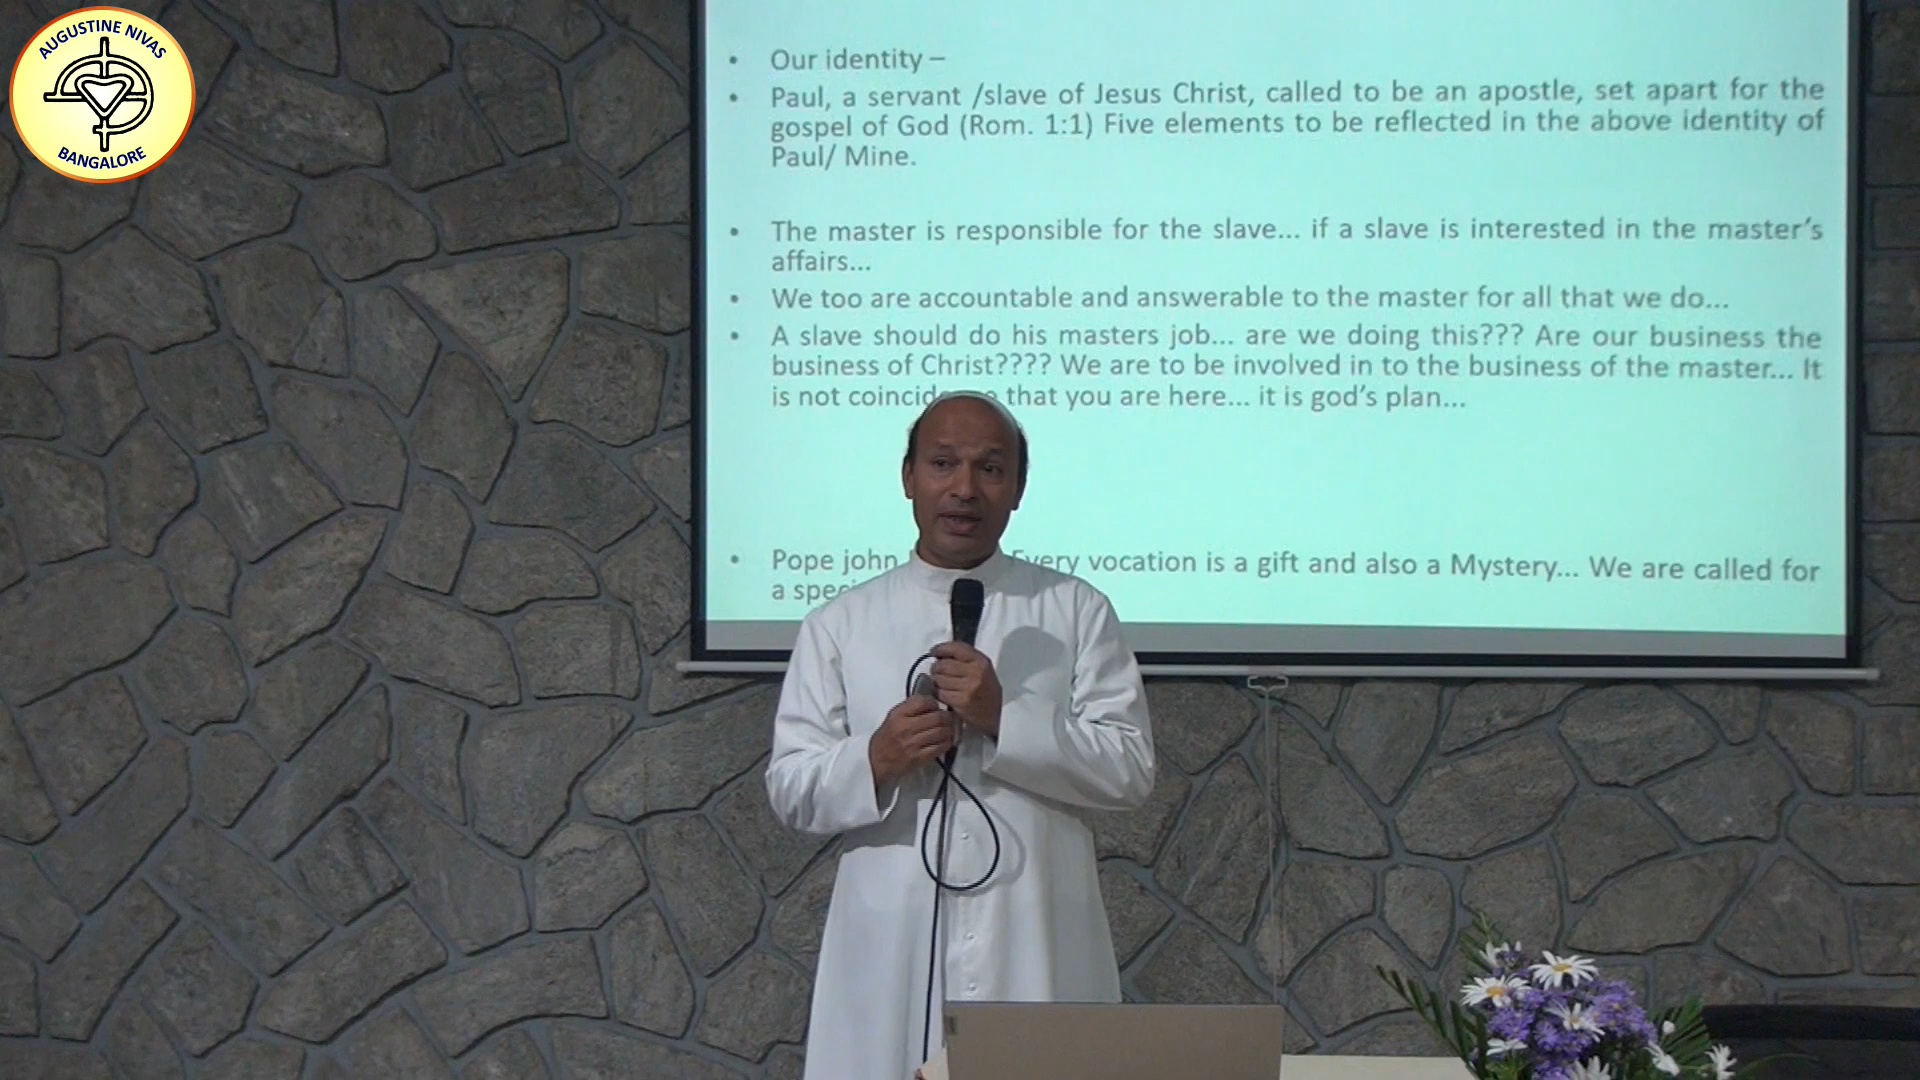 AUGUSTINE NIVAS
BANGALORE
• Our identity –
• Paul, a servant /slave of Jesus Christ, called to be an apostle, set apart for the
gospel of God (Rom. 1:1) Five elements to be reflected in the above identity of
Paul/ Mine.
• The master is responsible for the slave... if a slave is interested in the master's
affairs...
• We too are accountable and answerable to the master for all that we do...
• A slave should do his masters job... are we doing this??? Are our business the
business of Christ???? We are to be involved in to the business of the master... It
is not that you are here... it is god's plan...
• Pope john Every vocation is a gift and also a Mystery... We are called for
a